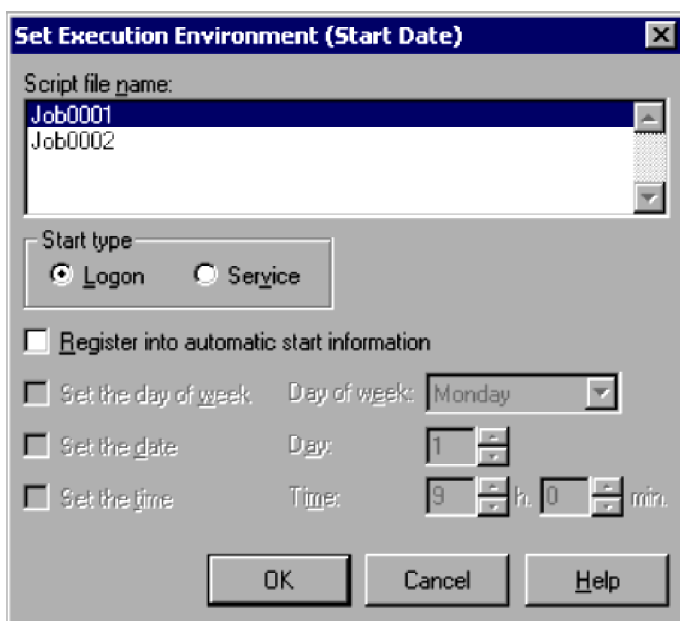 Set Execution Environment (Start Date)
Script file name:
Job0001
Job0002
Start type
Logon Service
Register into automatic start information
Set the day of week Day of week: Monday
Set the date Day: 1
Set the time Time: 9 h. 0 min.
OK Cancel Help